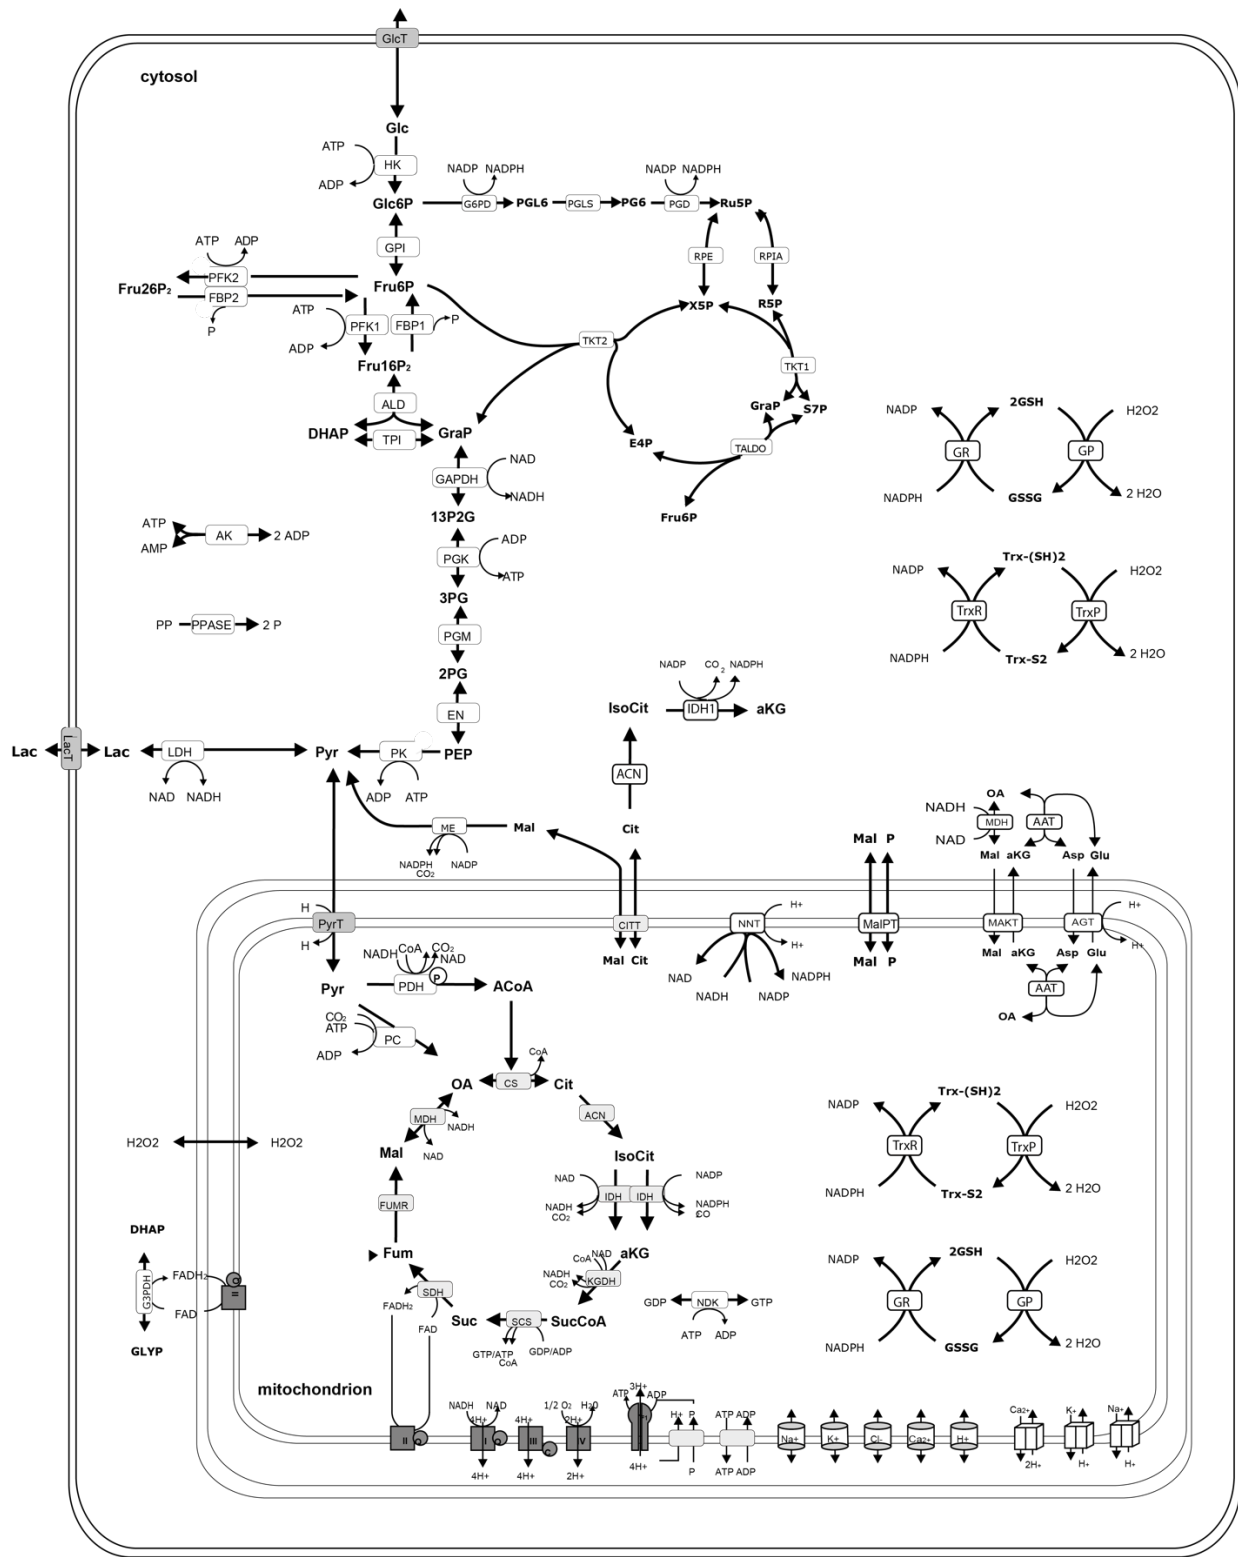 GlcT
cytosol
Glc
ATP
HK
ADP
NADP NADPH
NADP NADPH
Glc6P
G6PD
PGL6
PGLS
PG6
PGD
Ru5P
ATP ADP
GPI
RPE
RPIA
PFK2
Fru26P2
FBP2
Fru6P
P
ATP
PFK1
FBP1
P
ADP
X5P
R5P
TKT2
Fru16P2
TKT1
ALD
GraP
S7P
DHAP
TPI
GraP
E4P
TALDO
NAD
GAPDH
NADH
Fru6P
13P2G
NADP
2GSH
H2O2
GR
GP
NADPH
GSSG
2 H2O
ATP
AMP
AK
2 ADP
ADP
PGK
ATP
3PG
NADP
Trx-(SH)2
H2O2
TrxR
TrxP
NADPH
Trx-S2
2 H2O
PP
PPASE
2 P
PGM
2PG
NADP
CO2
NADPH
IsoCit
IDH1
aKG
EN
Lac
LacT
Lac
LDH
Pyr
PK
PEP
NAD
NADH
ADP
ATP
ACN
Cit
ME
Mal
NADPH
CO2
NADP
OA
NADH
MDH
NAD
AAT
Mal
aKG
Asp
Glu
Mal P
H
PyrT
H
CITT
Mal Cit
NNT
H+
H+
NAD
NADH
NADP
NADPH
MalPT
Mal P
MAKT
AGT
H+
H+
Mal
aKG
Asp
Glu
AAT
OA
Pyr
NADH
CoA
CO2
NAD
PDH
P
ACoA
CO2
ATP
PC
ADP
OA
CS
CoA
Cit
MDH
NADH
NAD
ACN
Mal
IsoCit
H2O2
H2O2
NADP
Trx-(SH)2
H2O2
TrxR
TrxP
NADPH
Trx-S2
2 H2O
FUMR
NAD
IDH
IDH
NADP
NADH
CO2
NADPH
2CO
Fum
aKG
CoA
NAD
NADH
CO2
KGDH
DHAP
G3PDH
FADH2
FAD
Q
II
GLYP
SDH
FADH2
FAD
Suc
SCS
SucCoA
GTP/ATP
CoA
GDP/ADP
GDP
NDK
GTP
ATP
ADP
NADP
2GSH
H2O2
GR
GP
NADPH
GSSG
2 H2O
mitochondrion
II
Q
NADH
NAD
4H+
I
Q
4H+
4H+
III
C
4H+
1/2 O2
H20
2H+
IV
2H+
3H+
ATP
ADP
4H+
H+
P
P
ATP ADP
ATP ADP
Na+
K+
Cl-
Ca2+
H+
Ca2+
2H+
K+
H+
Na+
H+